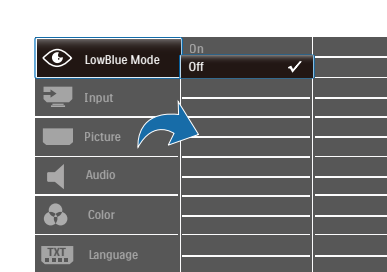 LowBlue Mode
On
Off
Input
Picture
Audio
Color
TXT
Language